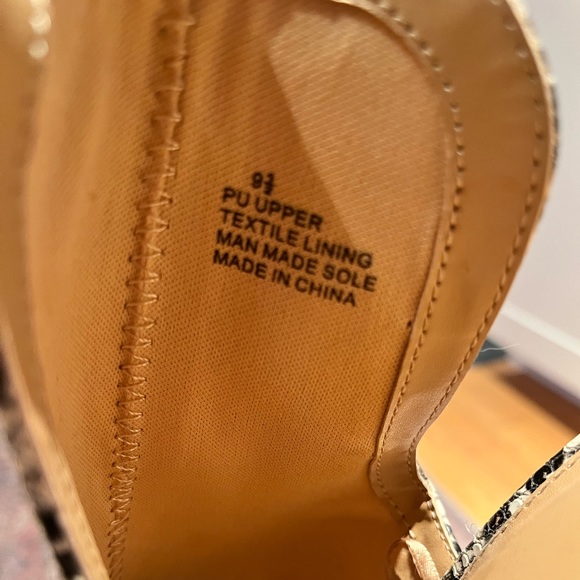 9½
PU UPPER
TEXTILE LINING
MAN MADE SOLE
MADE IN CHINA